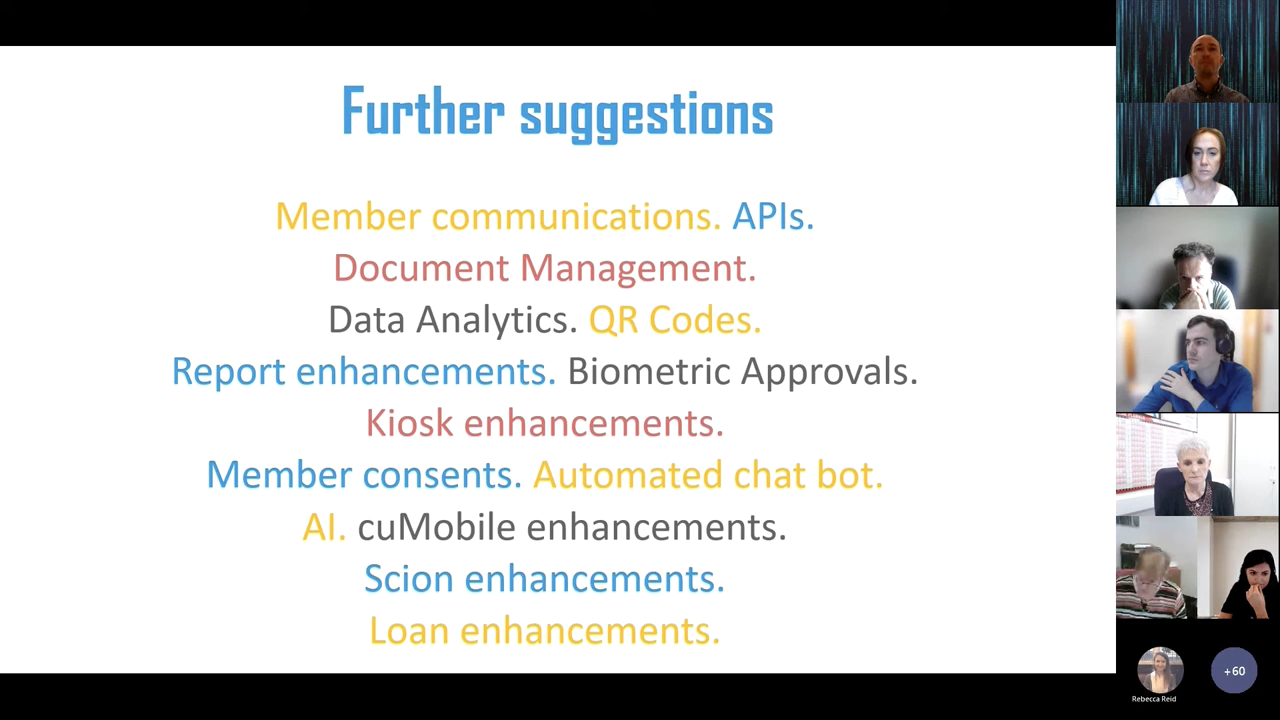 Further suggestions
Member communications. APIs.
Document Management.
Data Analytics. QR Codes.
Report enhancements. Biometric Approvals.
Kiosk enhancements.
Member consents. Automated chat bot.
AI. cuMobile enhancements.
Scion enhancements.
Loan enhancements.
Rebecca Reid
+60